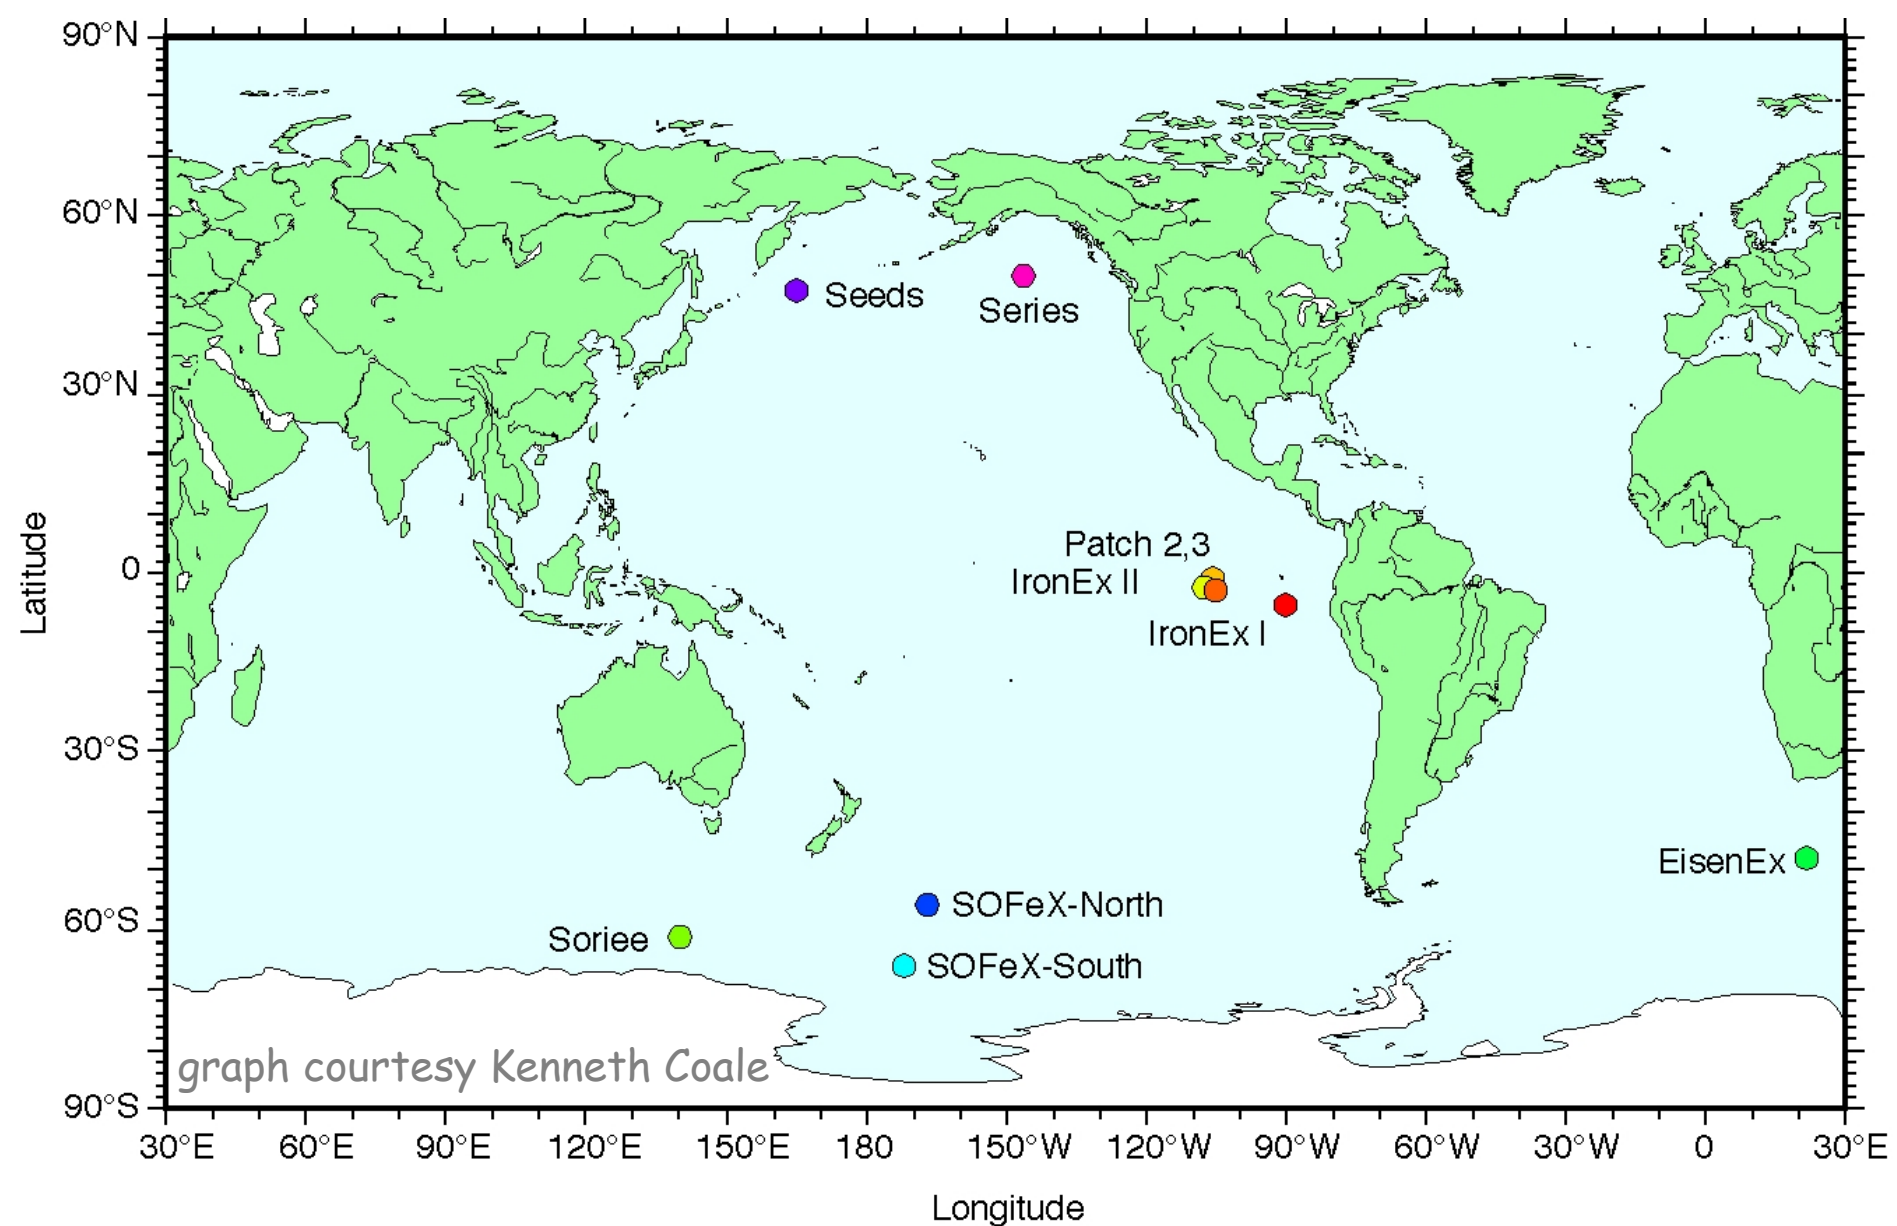 90°N
60°N
30°N
0
30°S
60°S
90°S
Latitude
Seeds
Series
Patch 2,3
IronEx II
IronEx I
EisenEx
SOFeX-North
Soriee
SOFeX-South
graph courtesy Kenneth Coale
30°E 60°E 90°E 120°E 150°E 180 150°W 120°W 90°W 60°W 30°W 0 30°E
Longitude